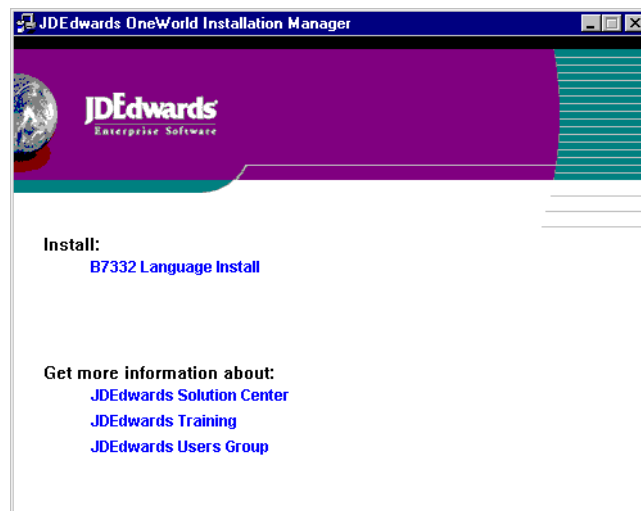 JDEdwards OneWorld Installation Manager
JDEdwards
Enterprise Software
Install:
B7332 Language Install
Get more information about:
JDEdwards Solution Center
JDEdwards Training
JDEdwards Users Group